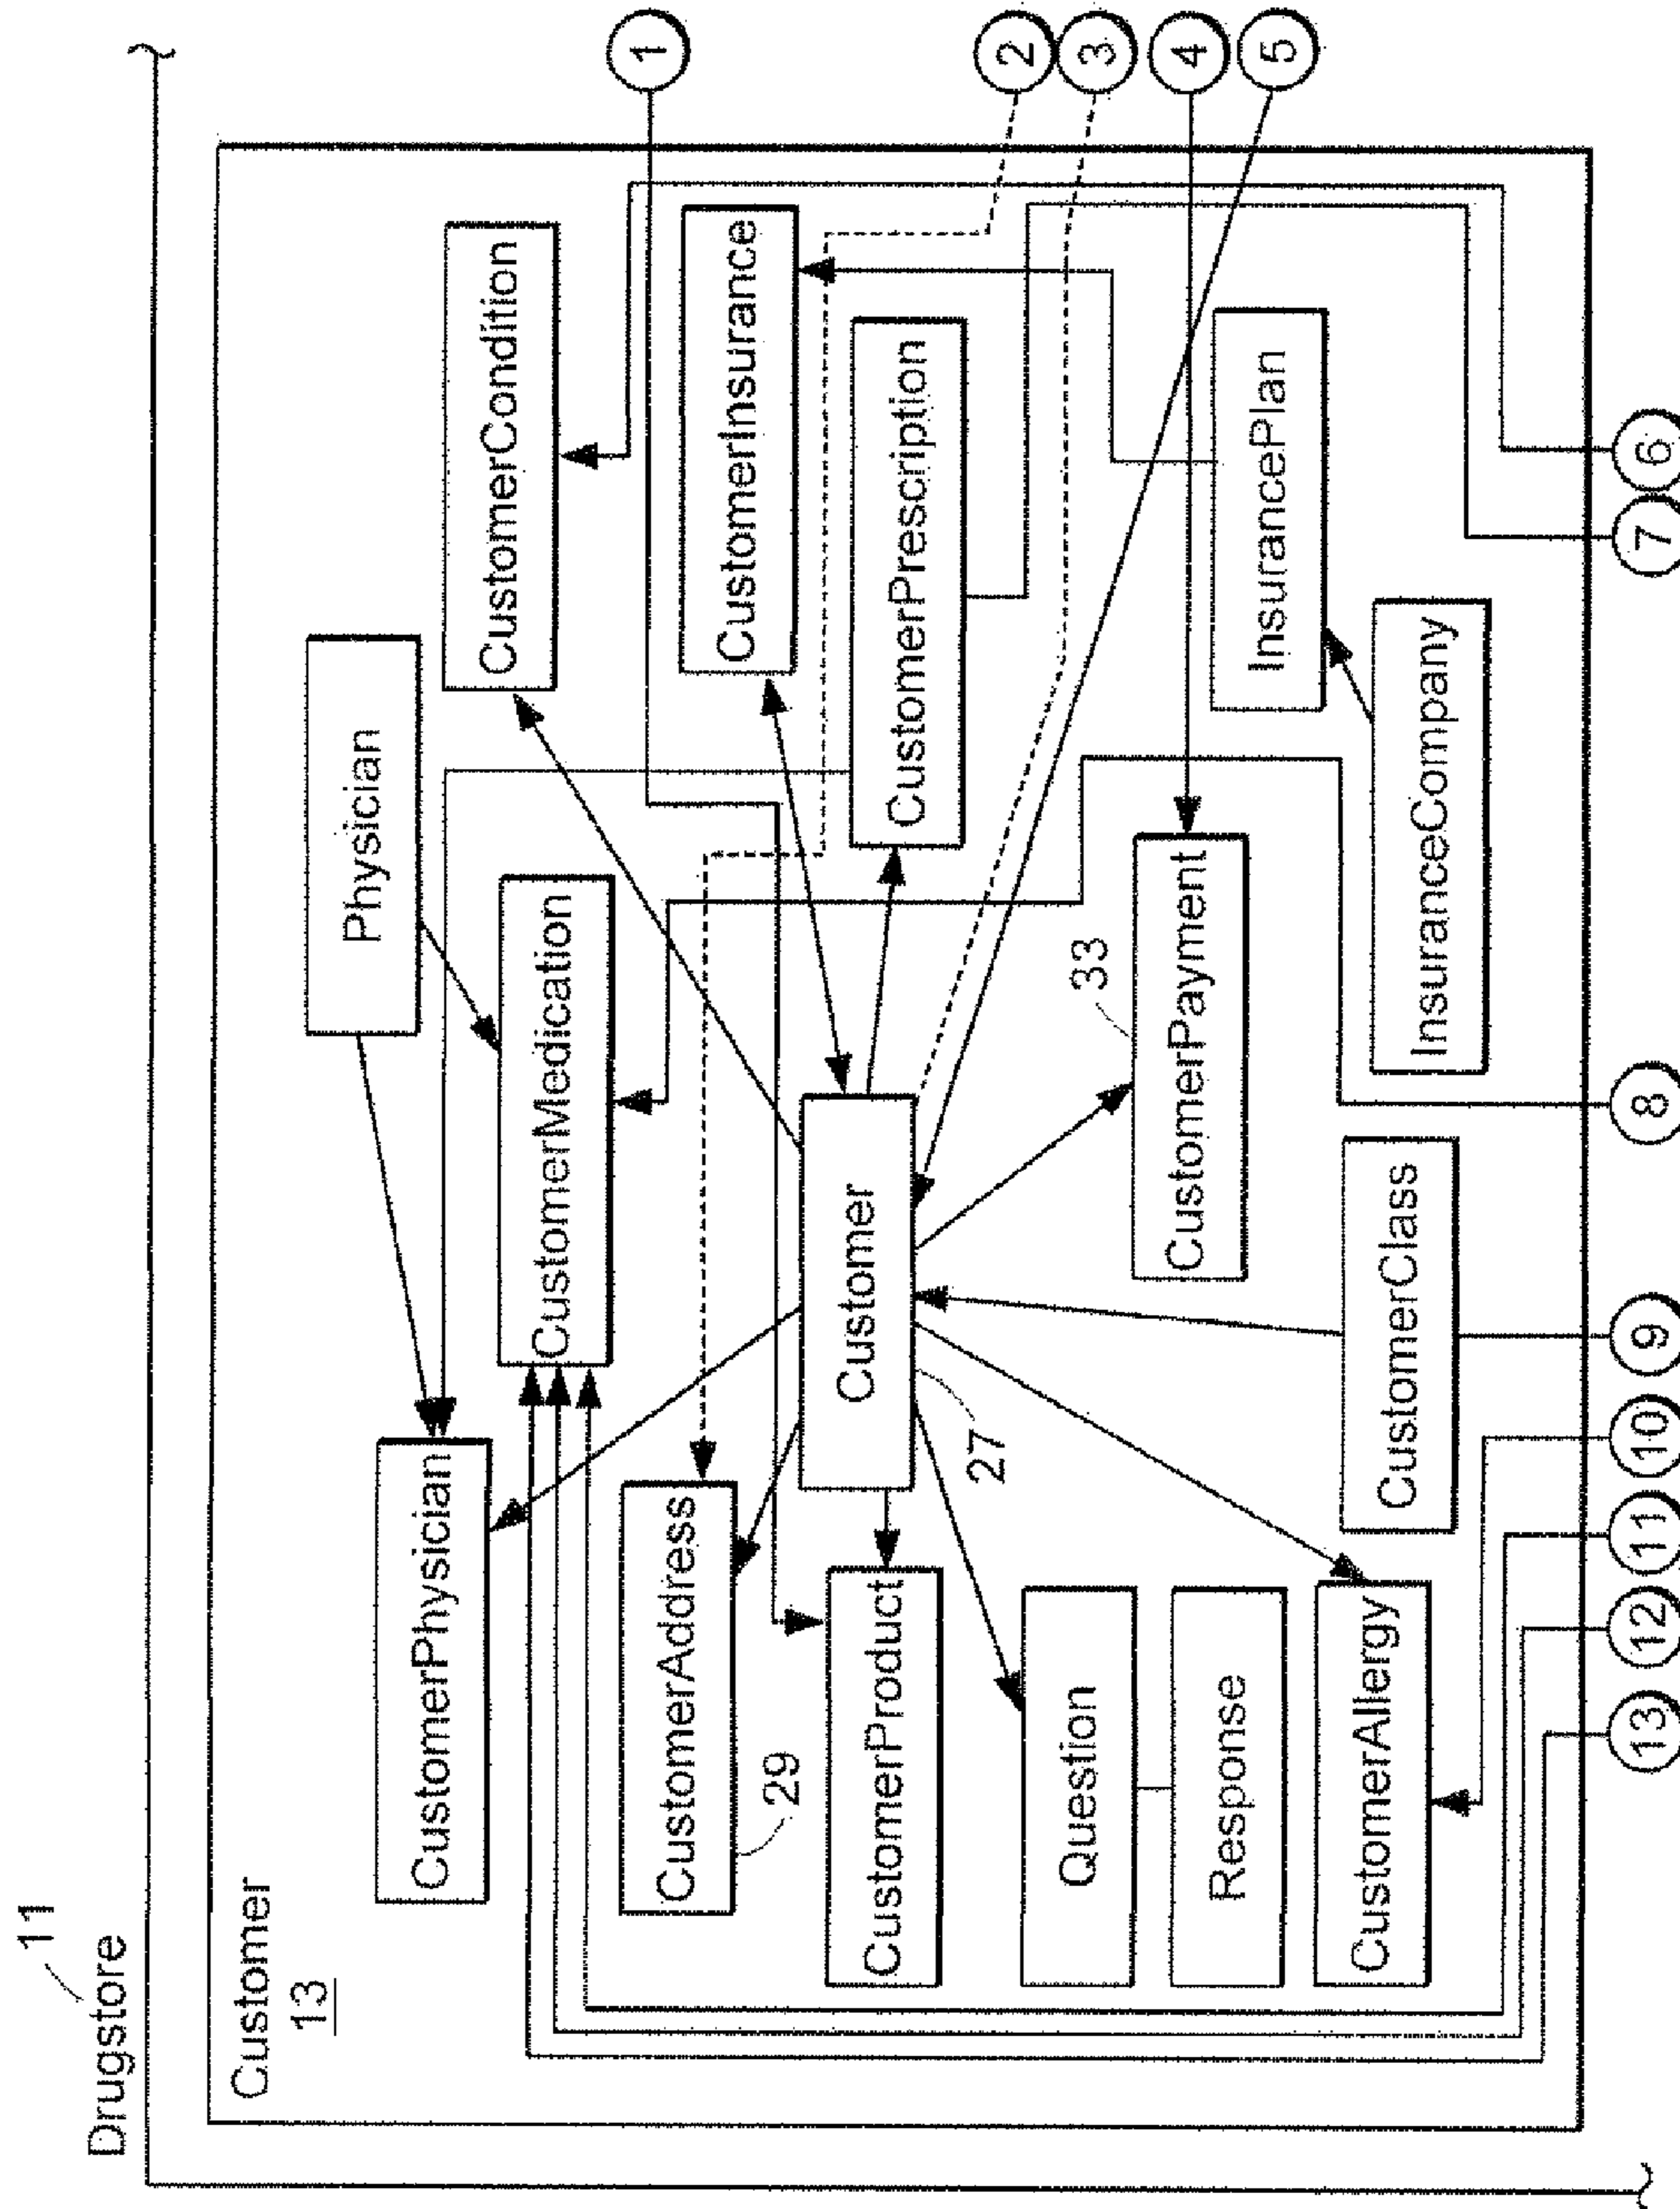 Drugstore 11
Customer
13
CustomerPhysician
Physician
CustomerCondition
CustomerMedication
CustomerAddress
29
CustomerInsurance
1
CustomerProduct
Customer
27
CustomerPrescription
2
3
Question
33
CustomerPayment
4
Response
InsurancePlan
5
CustomerAllergy
CustomerClass
InsuranceCompany
13
12
11
10
9
8
7
6